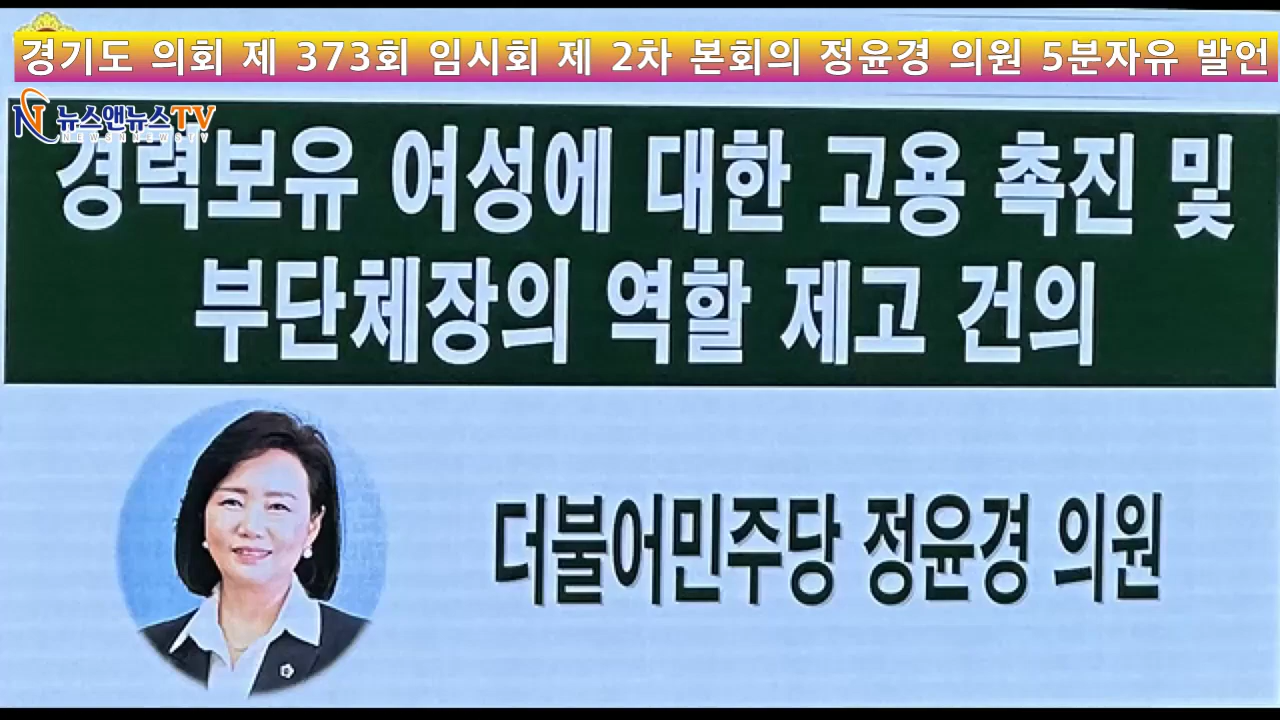 경기도 의회 제 373회 임시회 제 2차 본회의 정윤경 의원 5분자유 발언
뉴스앤뉴스TV
NEWSNNEWSTV
경력보유 여성에 대한 고용 촉진 및
부단체장의 역할 제고 건의
더불어민주당 정윤경 의원